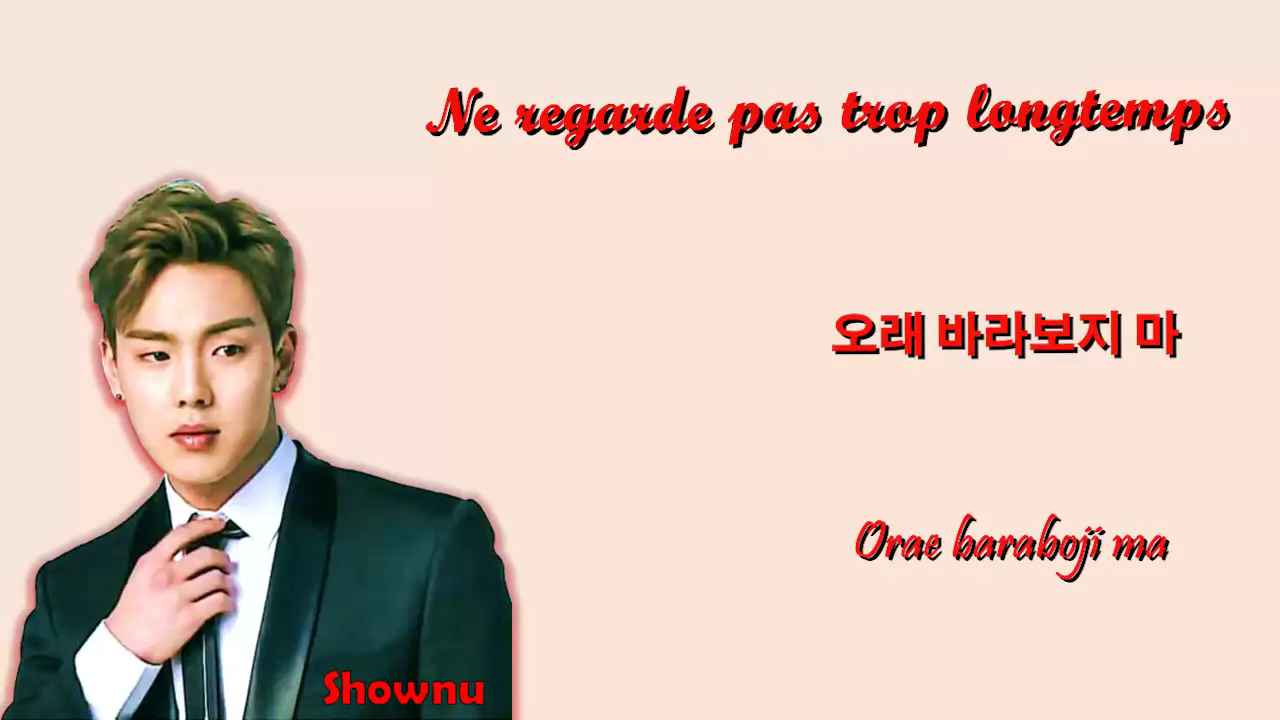 Ne regarde pas trop longtemps
오래 바라보지 마
Orae baraboji ma
Shownu